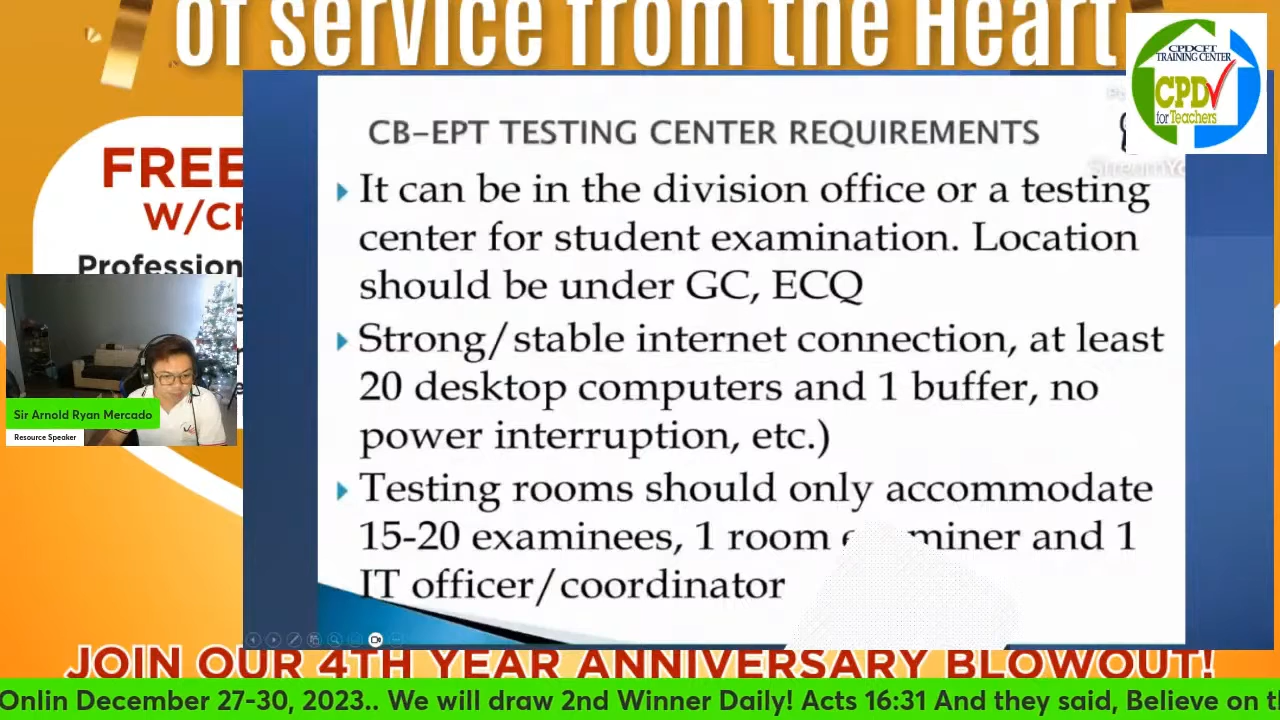 of service from the Heart
CPDCFT
TRAINING CENTER
CPD
for Teachers
FREE
W/CP
Profession
CB-EPT TESTING CENTER REQUIREMENTS
It can be in the division office or a testing
center for student examination. Location
should be under GC, ECQ
Strong/stable internet connection, at least
20 desktop computers and 1 buffer, no
power interruption, etc.)
Testing rooms should only accommodate
15-20 examinees, 1 room and 1
IT officer/coordinator
Sir Arnold Ryan Mercado
Resource Speaker
JOIN OUR 4TH YEAR ANNIVERSARY BLOWOUT!
Onlin December 27-30, 2023.. We will draw 2nd Winner Daily! Acts 16:31 And they said, Believe on